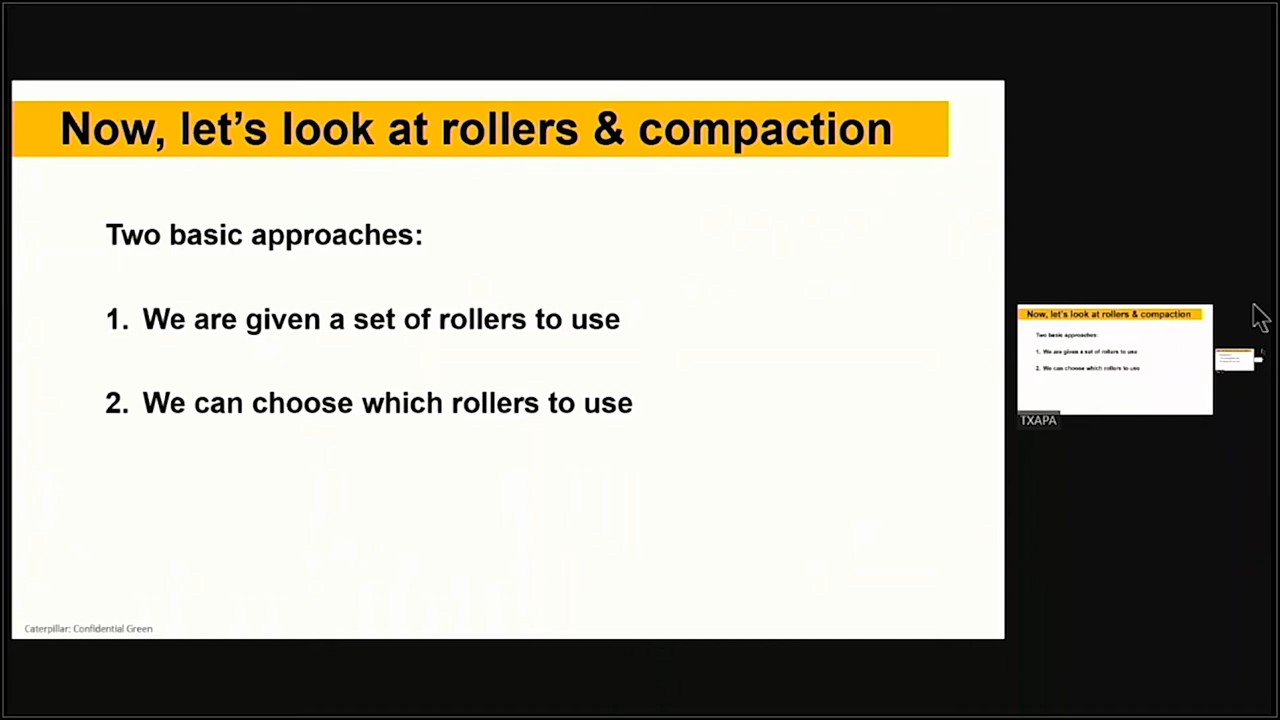 Now, let’s look at rollers & compaction
Two basic approaches:
1. We are given a set of rollers to use
2. We can choose which rollers to use
Caterpillar: Confidential Green
Now, let’s look at rollers & compaction
Two basic approaches:
1. We are given a set of rollers to use
2. We can choose which rollers to use
TXAPA